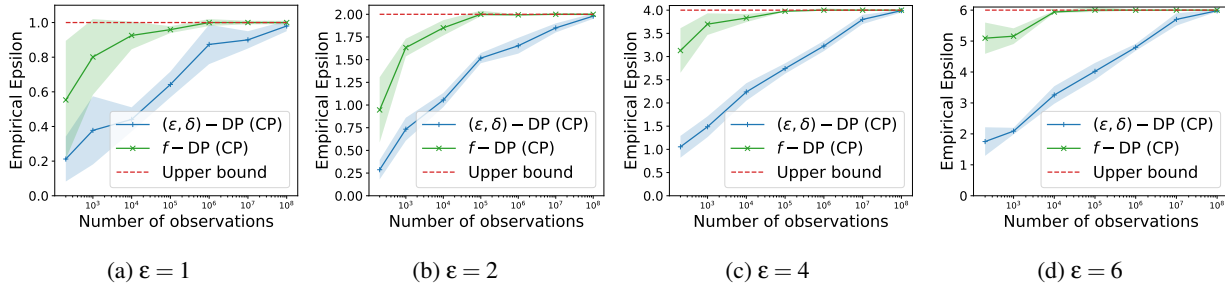 Empirical Epsilon
1.0
0.8
0.6
0.4
0.2
0.0
(ε, δ) − DP (CP)
f − DP (CP)
Upper bound
10³ 10⁴ 10⁵ 10⁶ 10⁷ 10⁸
Number of observations
(a) ε = 1
Empirical Epsilon
2.00
1.75
1.50
1.25
1.00
0.75
0.50
0.25
0.00
(ε, δ) − DP (CP)
f − DP (CP)
Upper bound
10³ 10⁴ 10⁵ 10⁶ 10⁷ 10⁸
Number of observations
(b) ε = 2
Empirical Epsilon
4.0
3.5
3.0
2.5
2.0
1.5
1.0
0.5
0.0
(ε, δ) − DP (CP)
f − DP (CP)
Upper bound
10³ 10⁴ 10⁵ 10⁶ 10⁷ 10⁸
Number of observations
(c) ε = 4
Empirical Epsilon
6
5
4
3
2
1
0
(ε, δ) − DP (CP)
f − DP (CP)
Upper bound
10³ 10⁴ 10⁵ 10⁶ 10⁷ 10⁸
Number of observations
(d) ε = 6